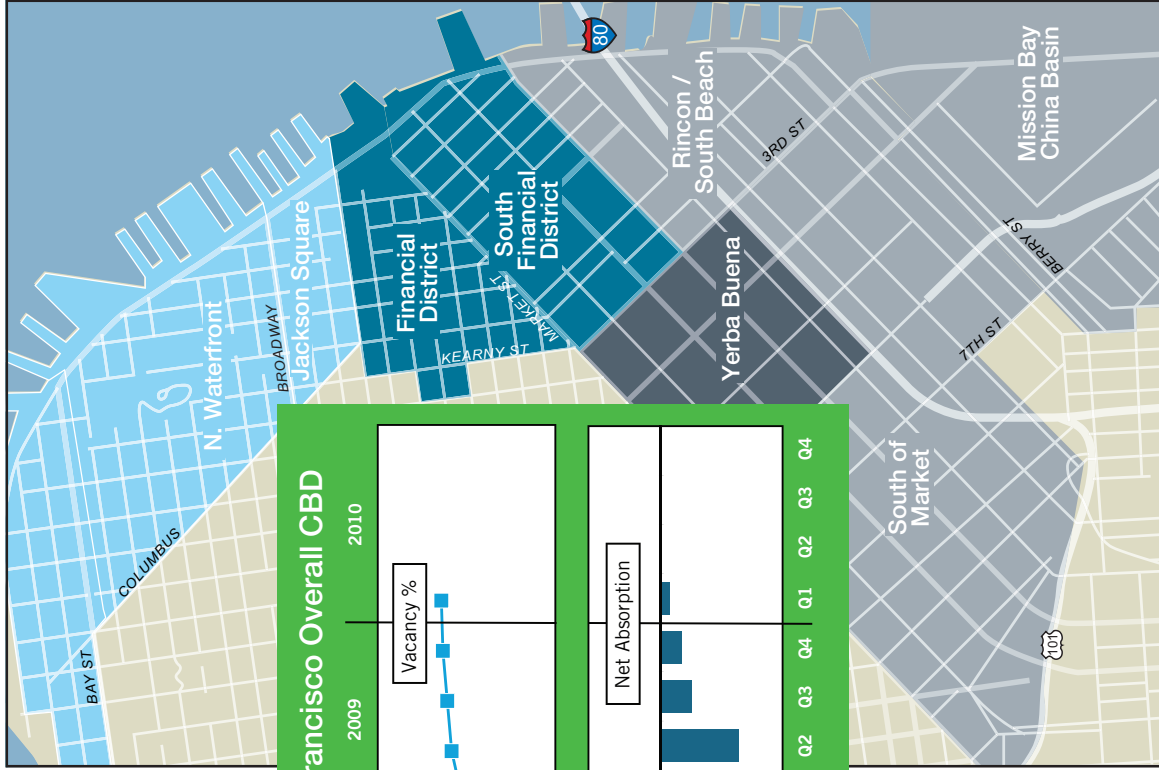 80
N. Waterfront
Jackson Square
BROADWAY
Financial
District
South
Financial
District
MARKET ST
KEARNY ST
Rincon /
South Beach
3RD ST
Mission Bay
China Basin
Yerba Buena
BERRY ST
7TH ST
South of
Market
COLUMBUS
BAY ST
101
rancisco Overall CBD
2009
2010
Vacancy %
Net Absorption
Q2
Q3
Q4
Q1
Q2
Q3
Q4